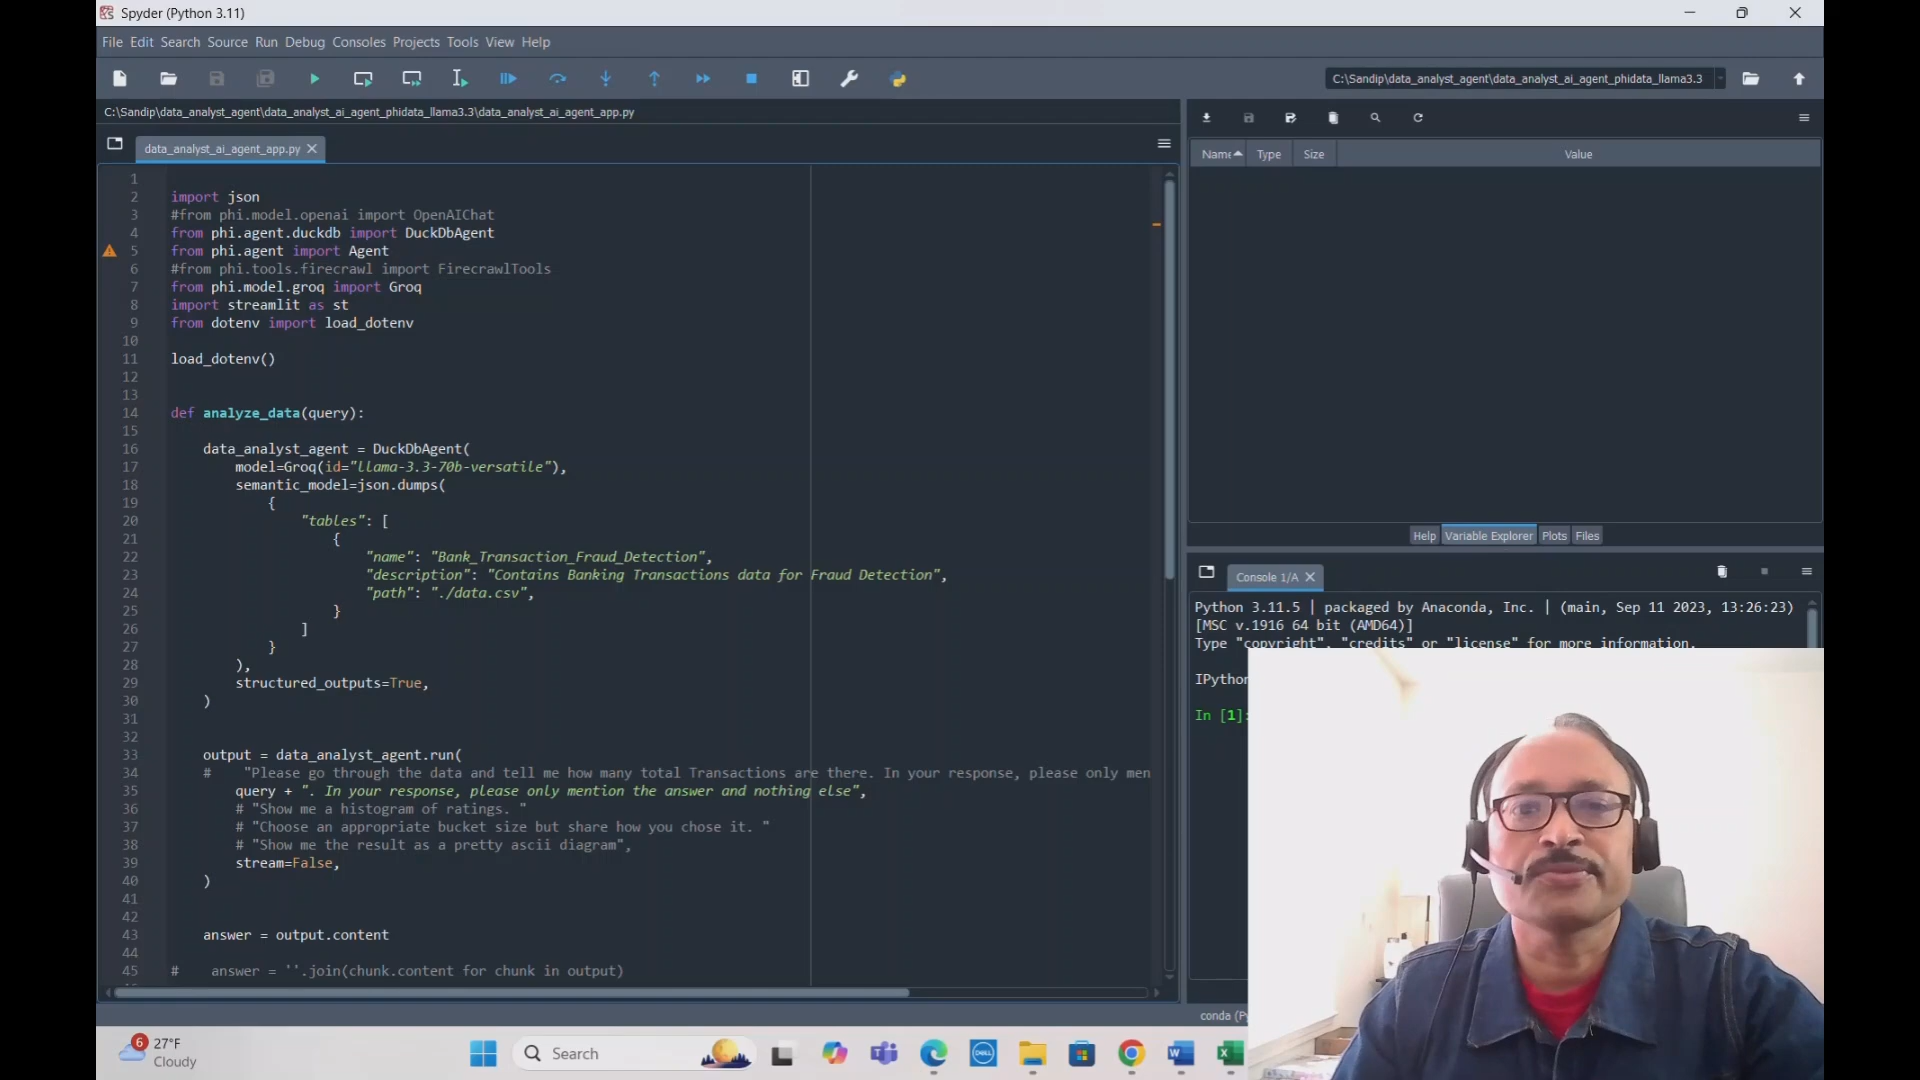 Spyder (Python 3.11)
File Edit Search Source Run Debug Consoles Projects Tools View Help
C:\Sandip\data_analyst_agent\data_analyst_ai_agent_phidata_llama3.3
C:\Sandip\data_analyst_agent\data_analyst_ai_agent_phidata_llama3.3\data_analyst_ai_agent_app.py
data_analyst_ai_agent_app.py
1
2 import json
3 #from phi.model.openai import OpenAIChat
4 from phi.agent.duckdb import DuckDbAgent
5 from phi.agent import Agent
6 #from phi.tools.firecrawl import FirecrawlTools
7 from phi.model.groq import Groq
8 import streamlit as st
9 from dotenv import load_dotenv
10
11 load_dotenv()
12
13
14 def analyze_data(query):
15
16 data_analyst_agent = DuckDbAgent(
17 model=Groq(id="llama-3.3-70b-versatile"),
18 semantic_model=json.dumps(
19 {
20 "tables": [
21 {
22 "name": "Bank_Transaction_Fraud_Detection",
23 "description": "Contains Banking Transactions data for Fraud Detection",
24 "path": "./data.csv",
25 }
26 ]
27 }
28 ),
29 structured_outputs=True,
30 )
31
32
33 output = data_analyst_agent.run(
34 # "Please go through the data and tell me how many total Transactions are there. In your response, please only men
35 query + ". In your response, please only mention the answer and nothing else",
36 # "Show me a histogram of ratings. "
37 # "Choose an appropriate bucket size but share how you chose it. "
38 # "Show me the result as a pretty ascii diagram",
39 stream=False,
40 )
41
42
43 answer = output.content
44
45 # answer = ''.join(chunk.content for chunk in output)
Name Type Size Value
Help Variable Explorer Plots Files
Console 1/A
Python 3.11.5 | packaged by Anaconda, Inc. | (main, Sep 11 2023, 13:26:23)
[MSC v.1916 64 bit (AMD64)]
Type "copyright", "credits" or "license" for more information.
IPython
In [1]:
conda (Py
6 27°F
Cloudy
Search
DELL